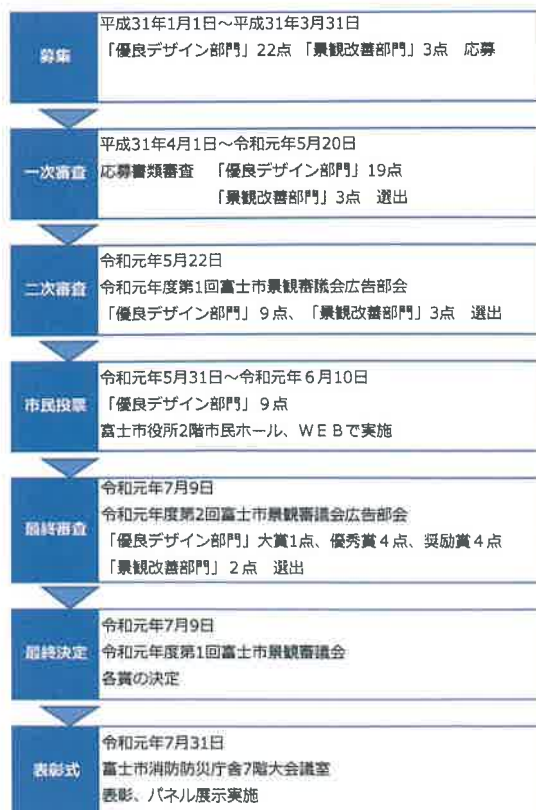 募集
平成31年1月1日～平成31年3月31日
「優良デザイン部門」22点 「景観改善部門」3点 応募
一次審査
平成31年4月1日～令和元年5月20日
応募書類審査 「優良デザイン部門」19点
「景観改善部門」3点 選出
二次審査
令和元年5月22日
令和元年度第1回富士市景観審議会広告部会
「優良デザイン部門」9点、「景観改善部門」3点 選出
市民投票
令和元年5月31日～令和元年6月10日
「優良デザイン部門」9点
富士市役所2階市民ホール、WEBで実施
最終審査
令和元年7月9日
令和元年度第2回富士市景観審議会広告部会
「優良デザイン部門」大賞1点、優秀賞4点、奨励賞4点
「景観改善部門」2点 選出
最終決定
令和元年7月9日
令和元年度第1回富士市景観審議会
各賞の決定
表彰式
令和元年7月31日
富士市消防防災庁舎7階大会議室
表彰、パネル展示実施